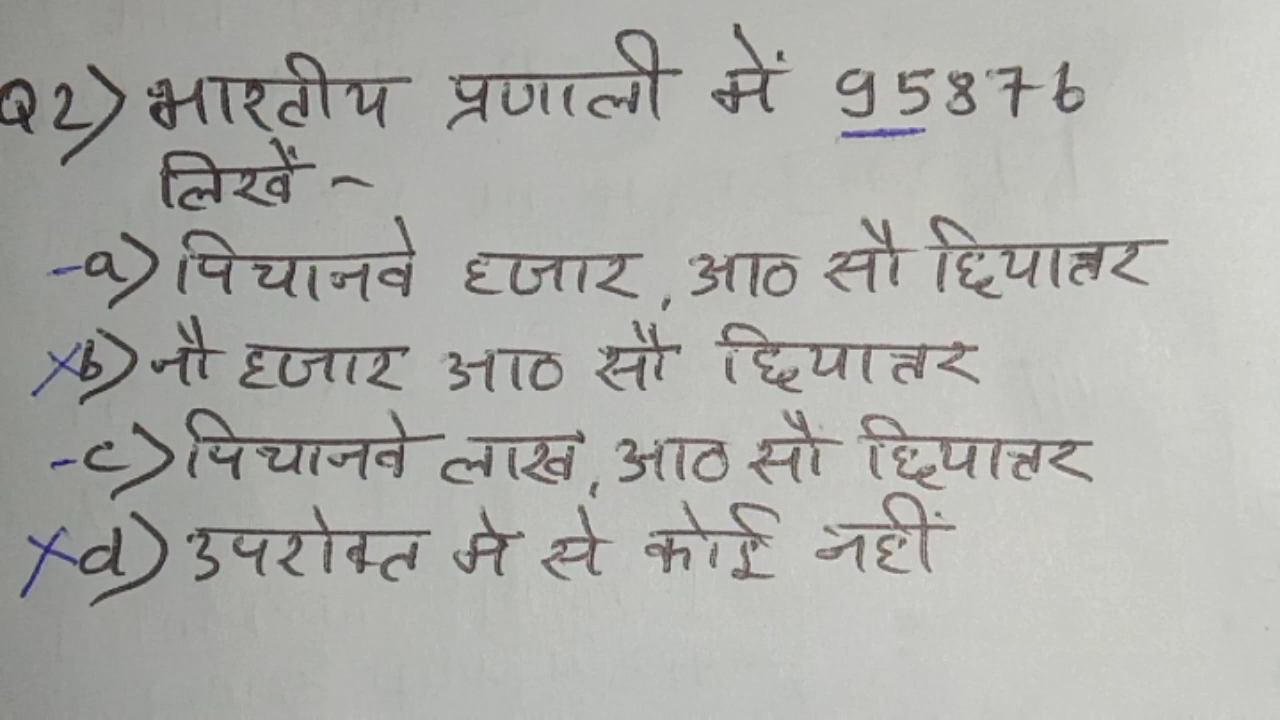 Q2) भारतीय प्रणाली में 95876
लिखें -
a) पिचानवे हजार, आठ सौ छियातर
b) नौ हजार आठ सौ छियातर
c) पिचानवे लाख, आठ सौ छियातर
d) उपरोक्त मे से कोई नहीं